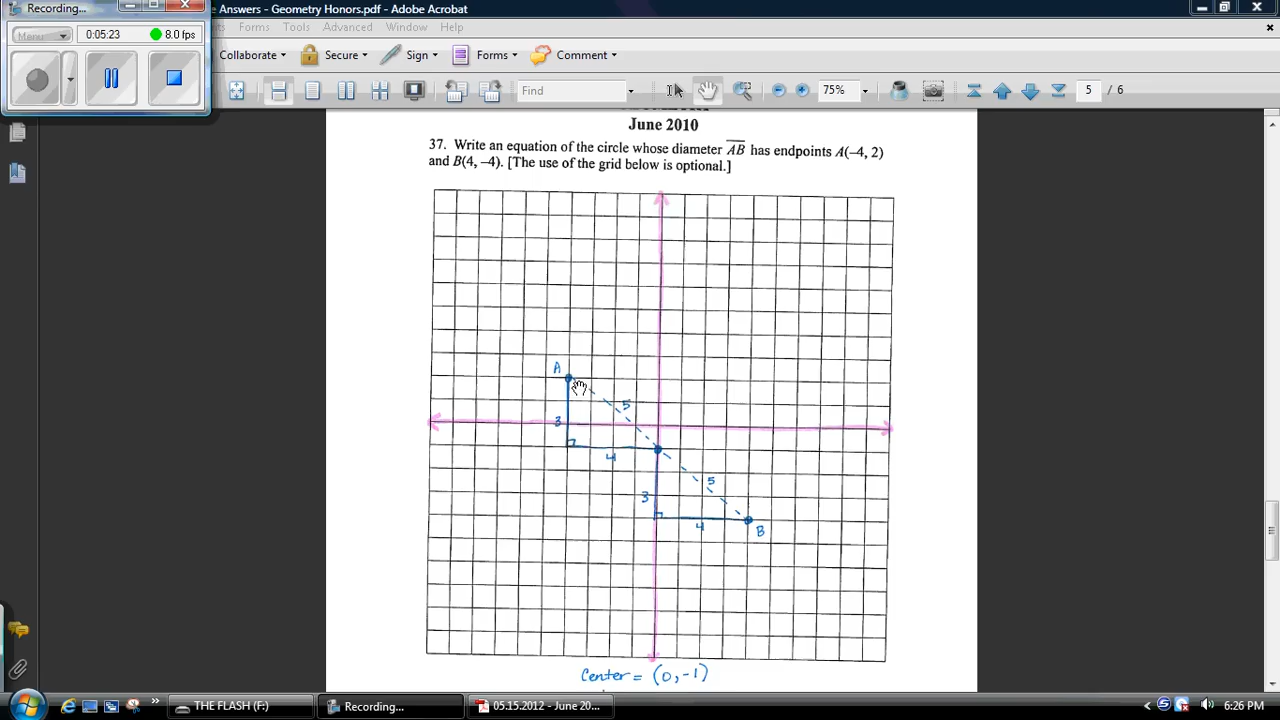 Recording...
e Answers - Geometry Honors.pdf - Adobe Acrobat
Menu
0:05:23
8.0 fps
nts Forms Tools Advanced Window Help
Collaborate Secure Sign Forms Comment
Find
75%
5 / 6
June 2010
37. Write an equation of the circle whose diameter AB has endpoints A(–4, 2)
and B(4, –4). [The use of the grid below is optional.]
A
5
3
4
5
3
4
B
Center = (0,-1)
THE FLASH (F:)
Recording...
05.15.2012 - June 20...
6:26 PM